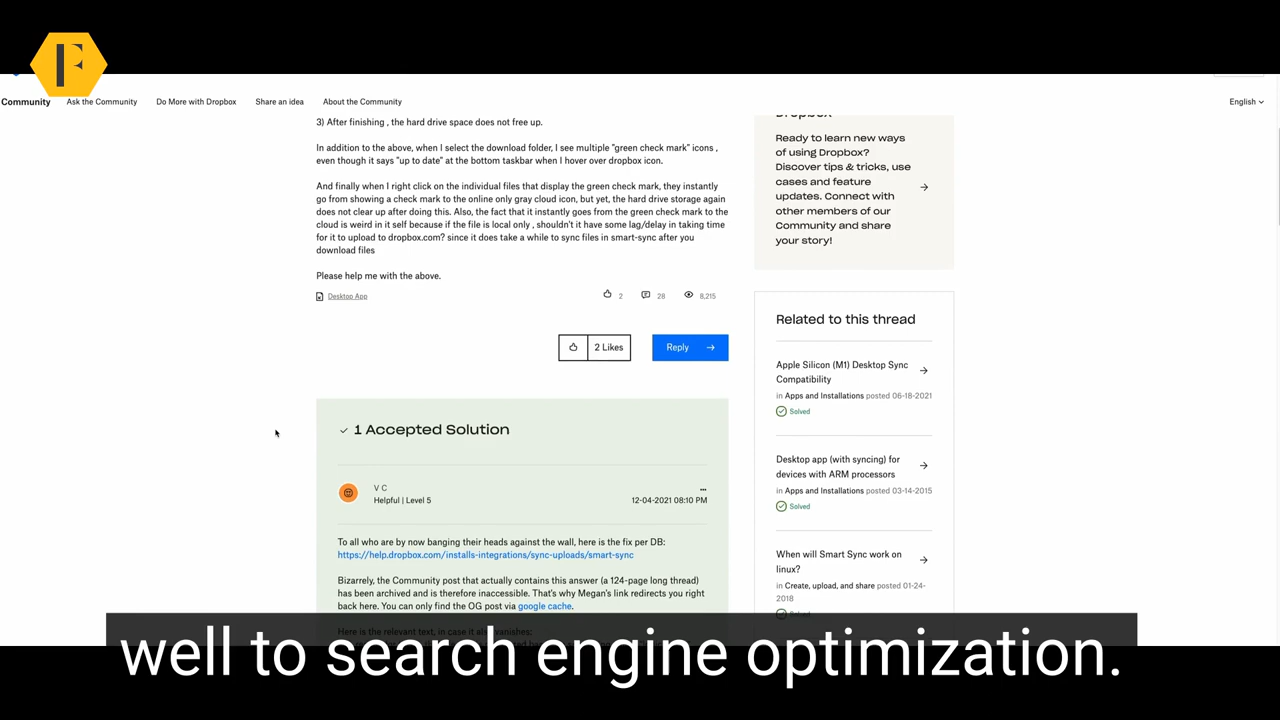 F
Community Ask the Community Do More with Dropbox Share an idea About the Community English
3) After finishing , the hard drive space does not free up.
In addition to the above, when I select the download folder, I see multiple "green check mark" icons ,
even though it says "up to date" at the bottom taskbar when I hover over dropbox icon.
And finally when I right click on the individual files that display the green check mark, they instantly
go from showing a check mark to the online only gray cloud icon, but yet, the hard drive storage again
does not clear up after doing this. Also, the fact that it instantly goes from the green check mark to the
cloud is weird in it self because if the file is local only , shouldn't it have some lag/delay in taking time
for it to upload to dropbox.com? since it does take a while to sync files in smart-sync after you
download files
Please help me with the above.
Desktop App 2 28 8,215
2 Likes Reply
1 Accepted Solution
V C
Helpful | Level 5 12-04-2021 08:10 PM
To all who are by now banging their heads against the wall, here is the fix per DB:
https://help.dropbox.com/installs-integrations/sync-uploads/smart-sync
Bizarrely, the Community post that actually contains this answer (a 124-page long thread)
has been archived and is therefore inaccessible. That's why Megan's link redirects you right
back here. You can only find the OG post via google cache.
Here is the relevant text, in case it also vanishes:
Dropbox
Ready to learn new ways
of using Dropbox?
Discover tips & tricks, use
cases and feature
updates. Connect with
other members of our
Community and share
your story!
Related to this thread
Apple Silicon (M1) Desktop Sync
Compatibility
in Apps and Installations posted 06-18-2021
Solved
Desktop app (with syncing) for
devices with ARM processors
in Apps and Installations posted 03-14-2015
Solved
When will Smart Sync work on
linux?
in Create, upload, and share posted 01-24-
2018
Solved
well to search engine optimization.